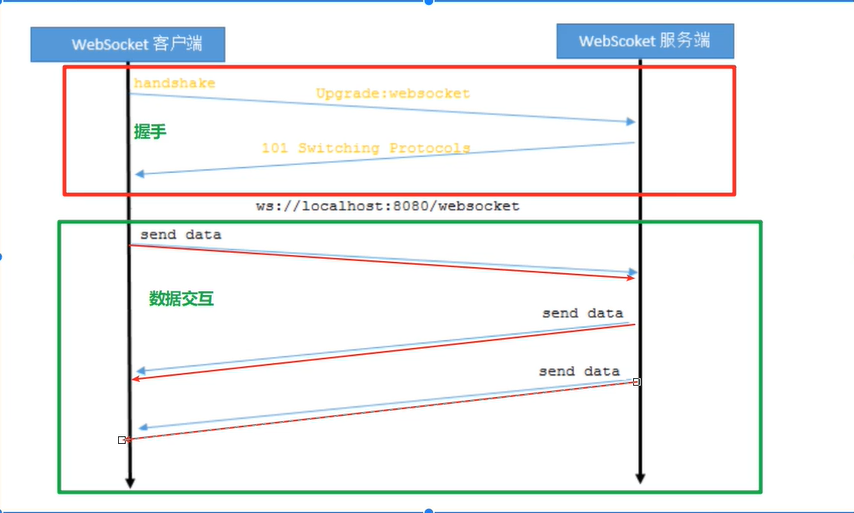 WebSocket 客户端
WebScoket 服务端
handshake
Upgrade:websocket
握手
101 Switching Protocols
ws://localhost:8080/websocket
send data
数据交互
send data
send data